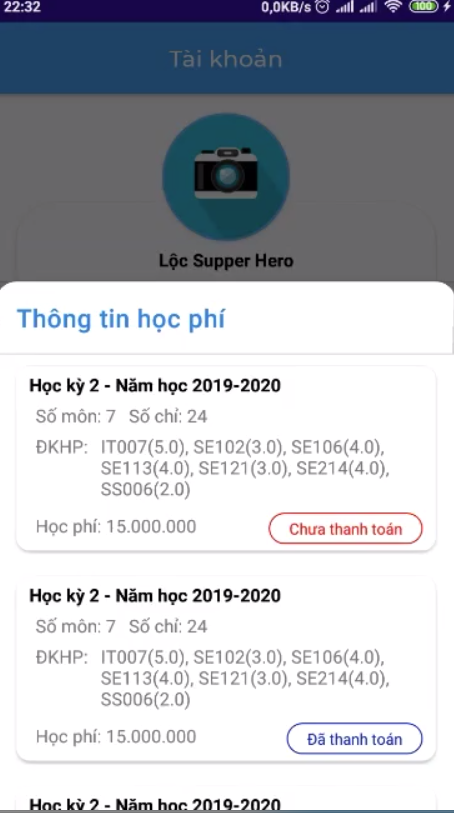 22:32 0,0KB/s 100
Tài khoản
Lộc Supper Hero
Thông tin học phí
Học kỳ 2 - Năm học 2019-2020
Số môn: 7 Số chỉ: 24
ĐKHP: IT007(5.0), SE102(3.0), SE106(4.0),
SE113(4.0), SE121(3.0), SE214(4.0),
SS006(2.0)
Học phí: 15.000.000 Chưa thanh toán
Học kỳ 2 - Năm học 2019-2020
Số môn: 7 Số chỉ: 24
ĐKHP: IT007(5.0), SE102(3.0), SE106(4.0),
SE113(4.0), SE121(3.0), SE214(4.0),
SS006(2.0)
Học phí: 15.000.000 Đã thanh toán
Học kỳ 2 - Năm học 2019-2020